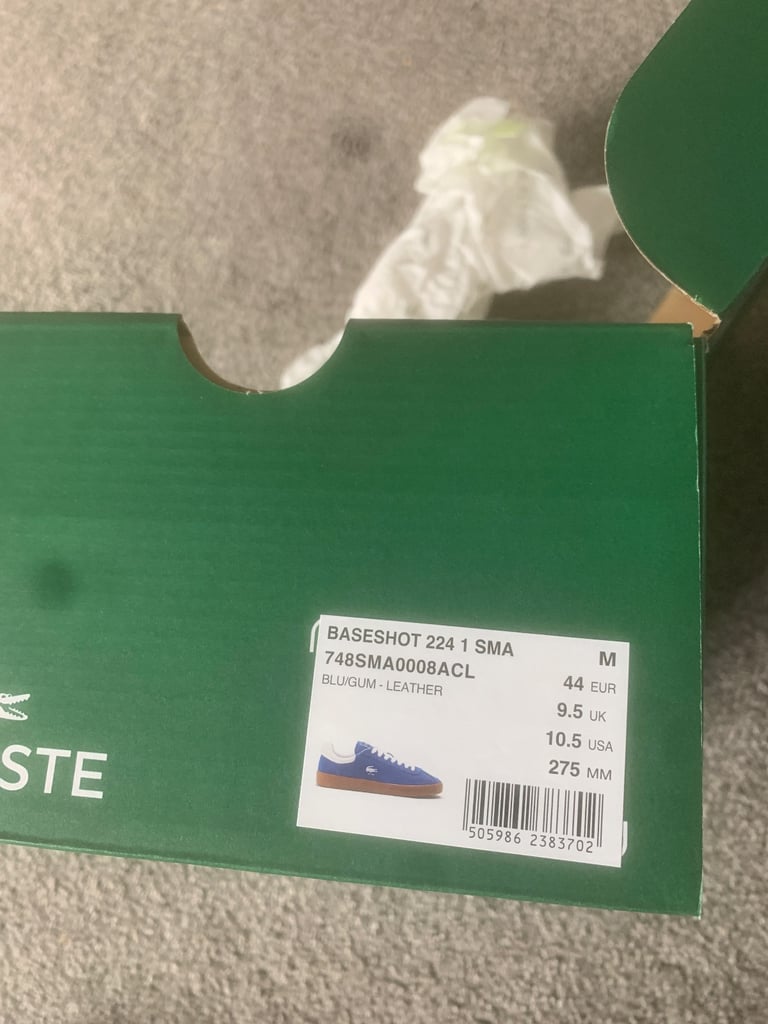 STE
BASESHOT 224 1 SMA
748SMA0008ACL
BLU/GUM - LEATHER
M
44 EUR
9.5 UK
10.5 USA
275 MM
505986 2383702